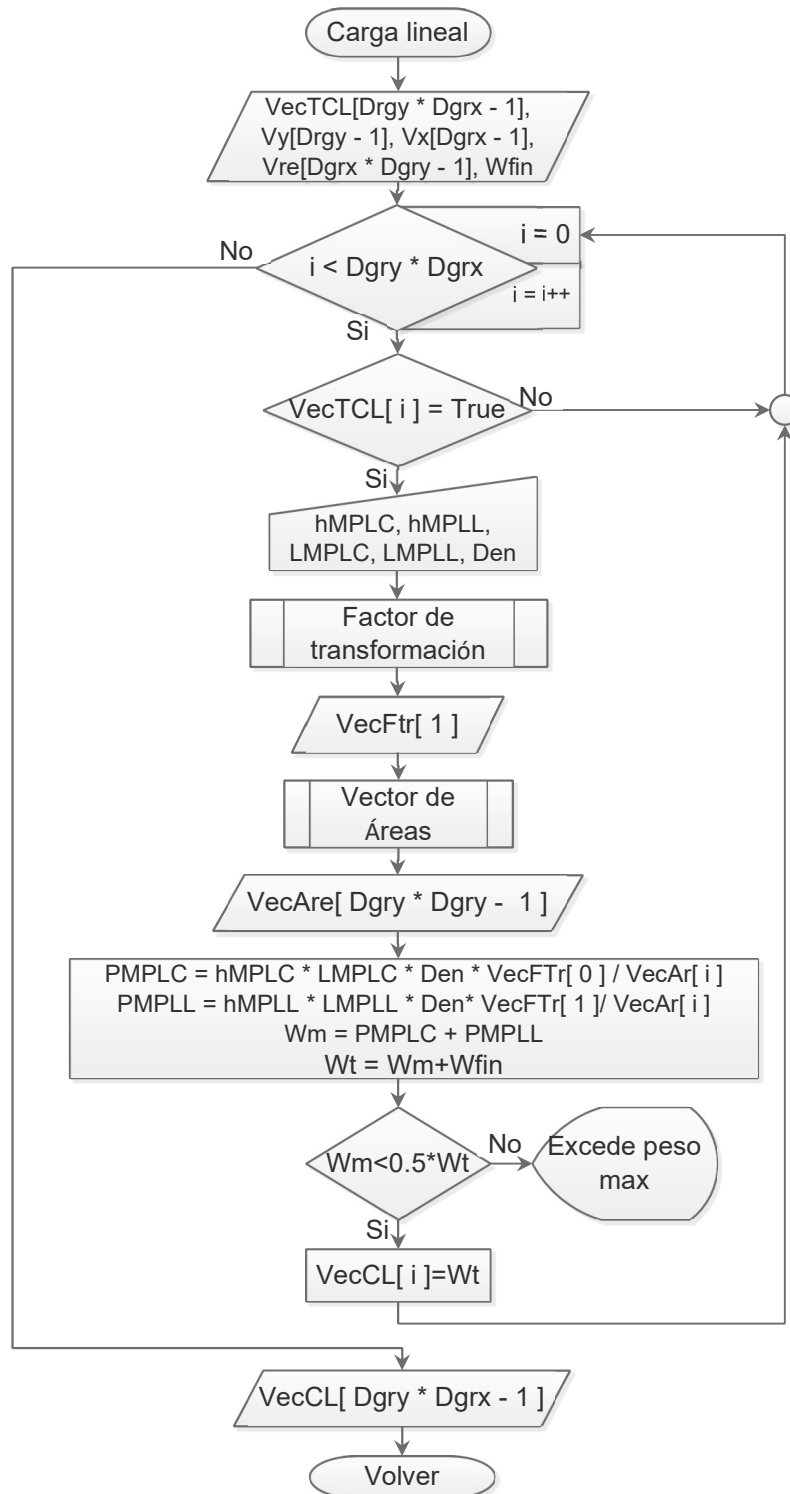 Carga lineal
VecTCL[Drgy * Dgrx - 1],
Vy[Drgy - 1], Vx[Dgrx - 1],
Vre[Dgrx * Dgry - 1], Wfin
No
i < Dgry * Dgrx
i = 0
i = i++
Si
VecTCL[ i ] = True
No
Si
hMPLC, hMPLL,
LMPLC, LMPLL, Den
Factor de
transformación
VecFtr[ 1 ]
Vector de
Áreas
VecAre[ Dgry * Dgry - 1 ]
PMPLC = hMPLC * LMPLC * Den * VecFTr[ 0 ] / VecAr[ i ]
PMPLL = hMPLL * LMPLL * Den* VecFTr[ 1 ]/ VecAr[ i ]
Wm = PMPLC + PMPLL
Wt = Wm+Wfin
Wm<0.5*Wt
No
Excede peso
max
Si
VecCL[ i ]=Wt
VecCL[ Dgry * Dgrx - 1 ]
Volver